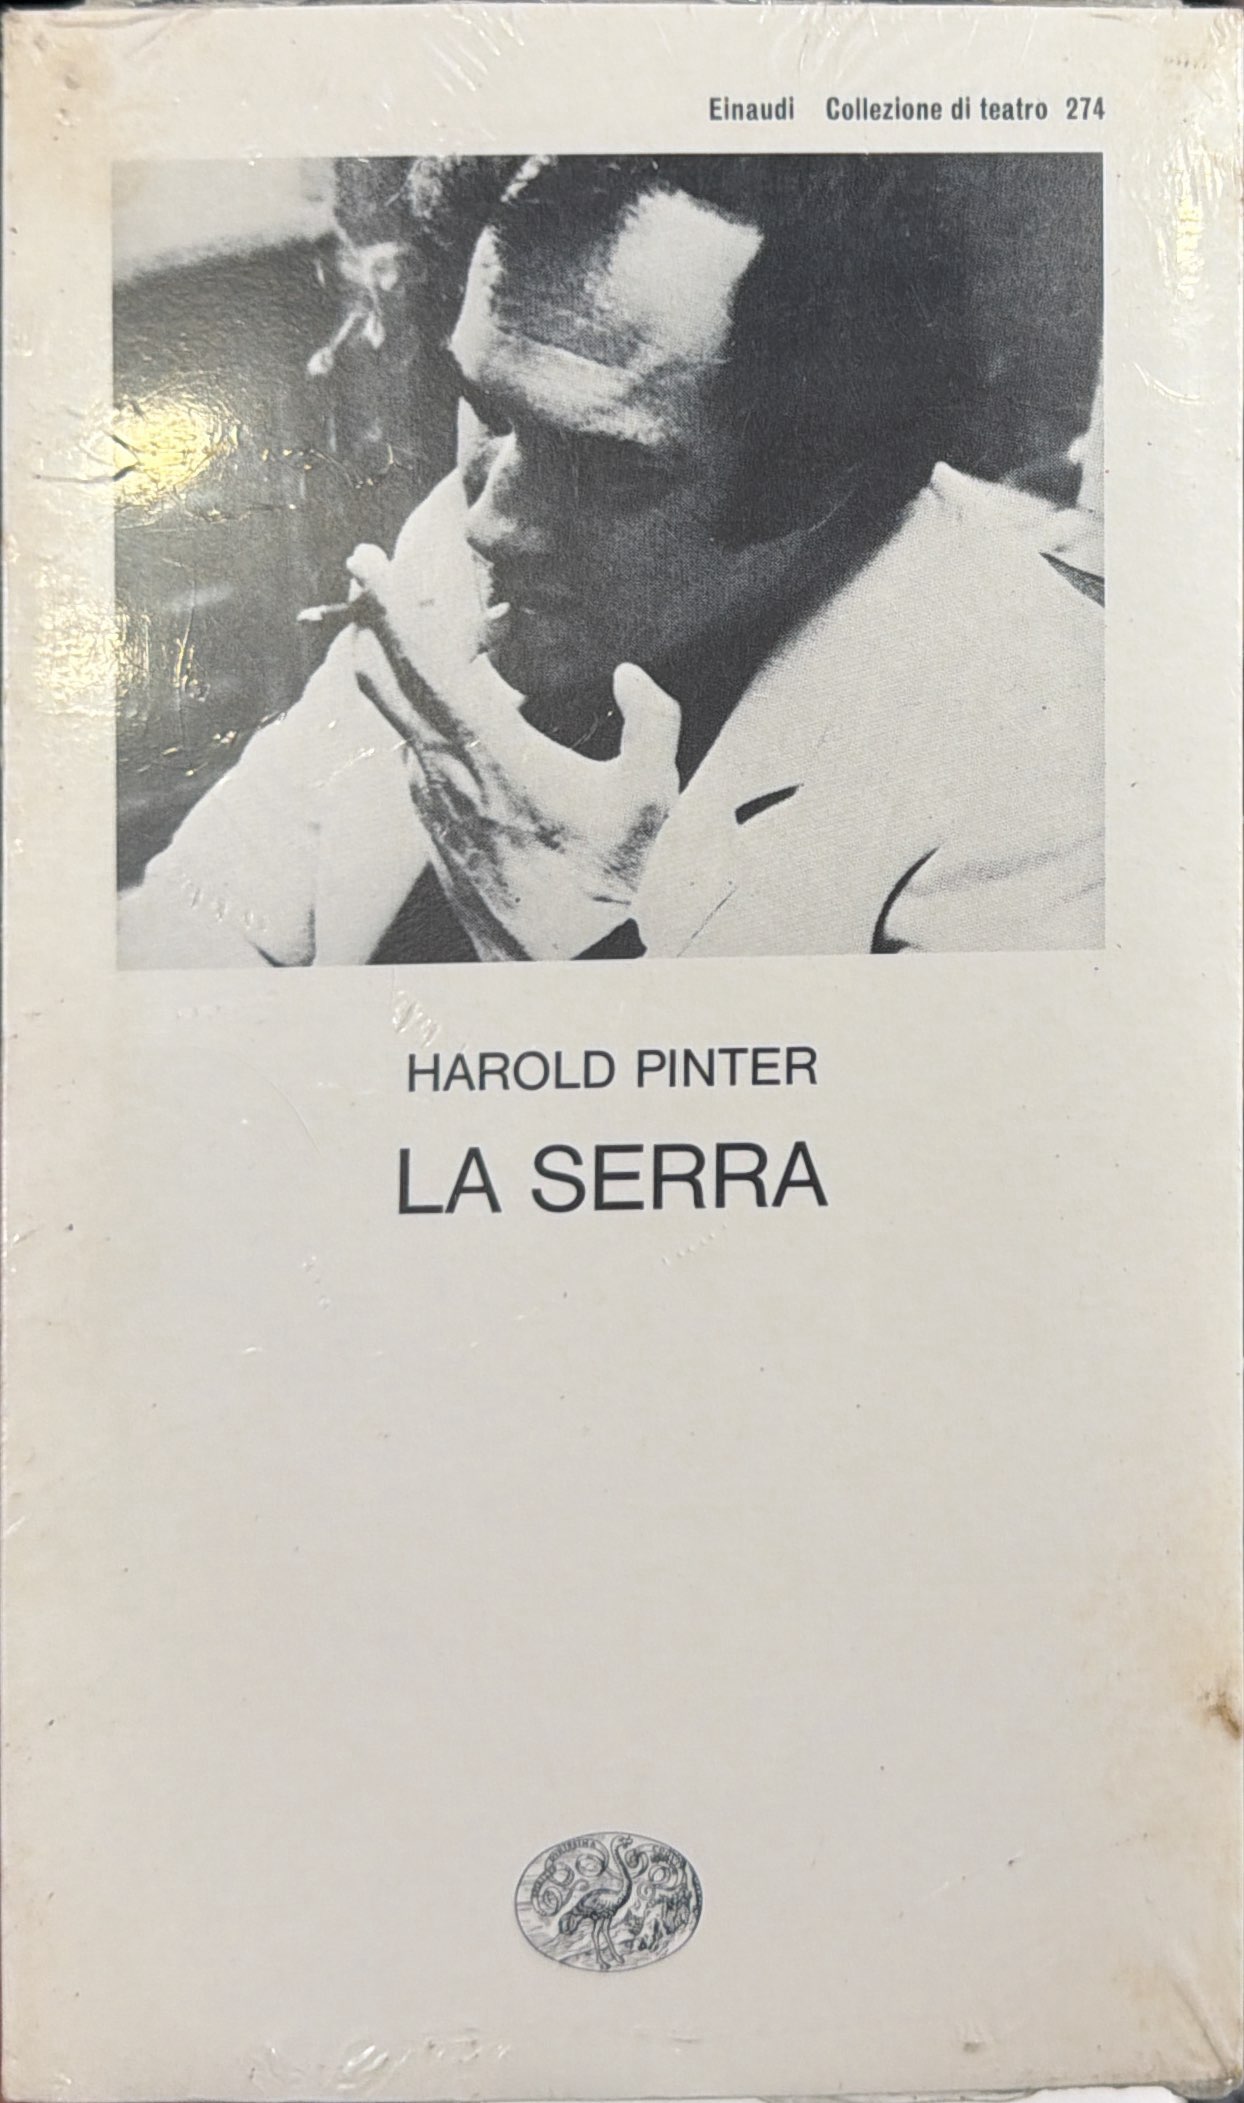 Einaudi Collezione di teatro 274
HAROLD PINTER
LA SERRA